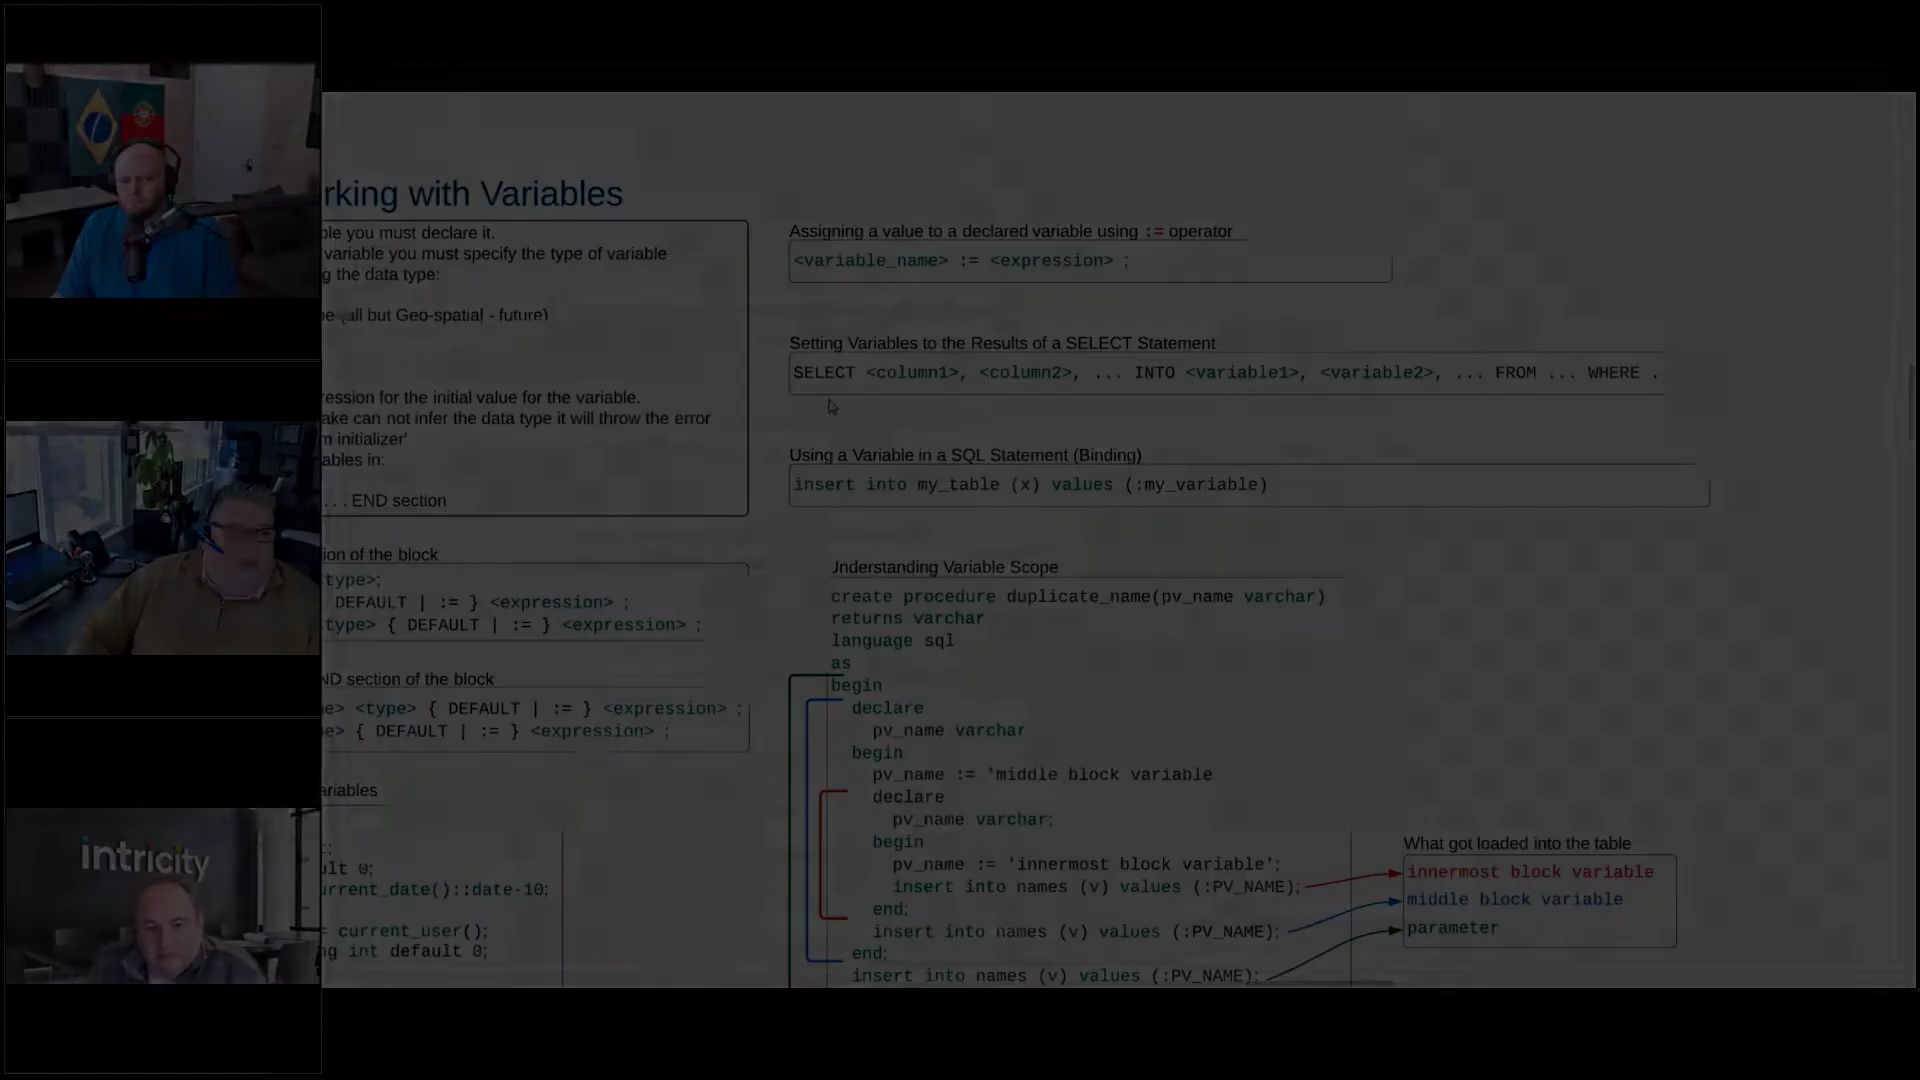 intricity
rking with Variables
ble you must declare it.
variable you must specify the type of variable
g the data type:
e (all but Geo-spatial - future)
ression for the initial value for the variable.
ake can not infer the data type it will throw the error
n initializer'
ables in:
. . . END section
ion of the block
type>;
DEFAULT | := } <expression> ;
type> { DEFAULT | := } <expression> ;
ND section of the block
e> <type> { DEFAULT | := } <expression> ;
e> { DEFAULT | := } <expression> ;
ariables
t;
ult 0;
urrent_date()::date-10;
= current_user();
ng int default 0;
Assigning a value to a declared variable using := operator
<variable_name> := <expression> ;
Setting Variables to the Results of a SELECT Statement
SELECT <column1>, <column2>, ... INTO <variable1>, <variable2>, ... FROM ... WHERE .
Using a Variable in a SQL Statement (Binding)
insert into my_table (x) values (:my_variable)
Understanding Variable Scope
create procedure duplicate_name(pv_name varchar)
returns varchar
language sql
as
begin
declare
pv_name varchar
begin
pv_name := 'middle block variable
declare
pv_name varchar;
begin
pv_name := 'innermost block variable';
insert into names (v) values (:PV_NAME);
end;
insert into names (v) values (:PV_NAME);
end;
insert into names (v) values (:PV_NAME);
What got loaded into the table
innermost block variable
middle block variable
parameter